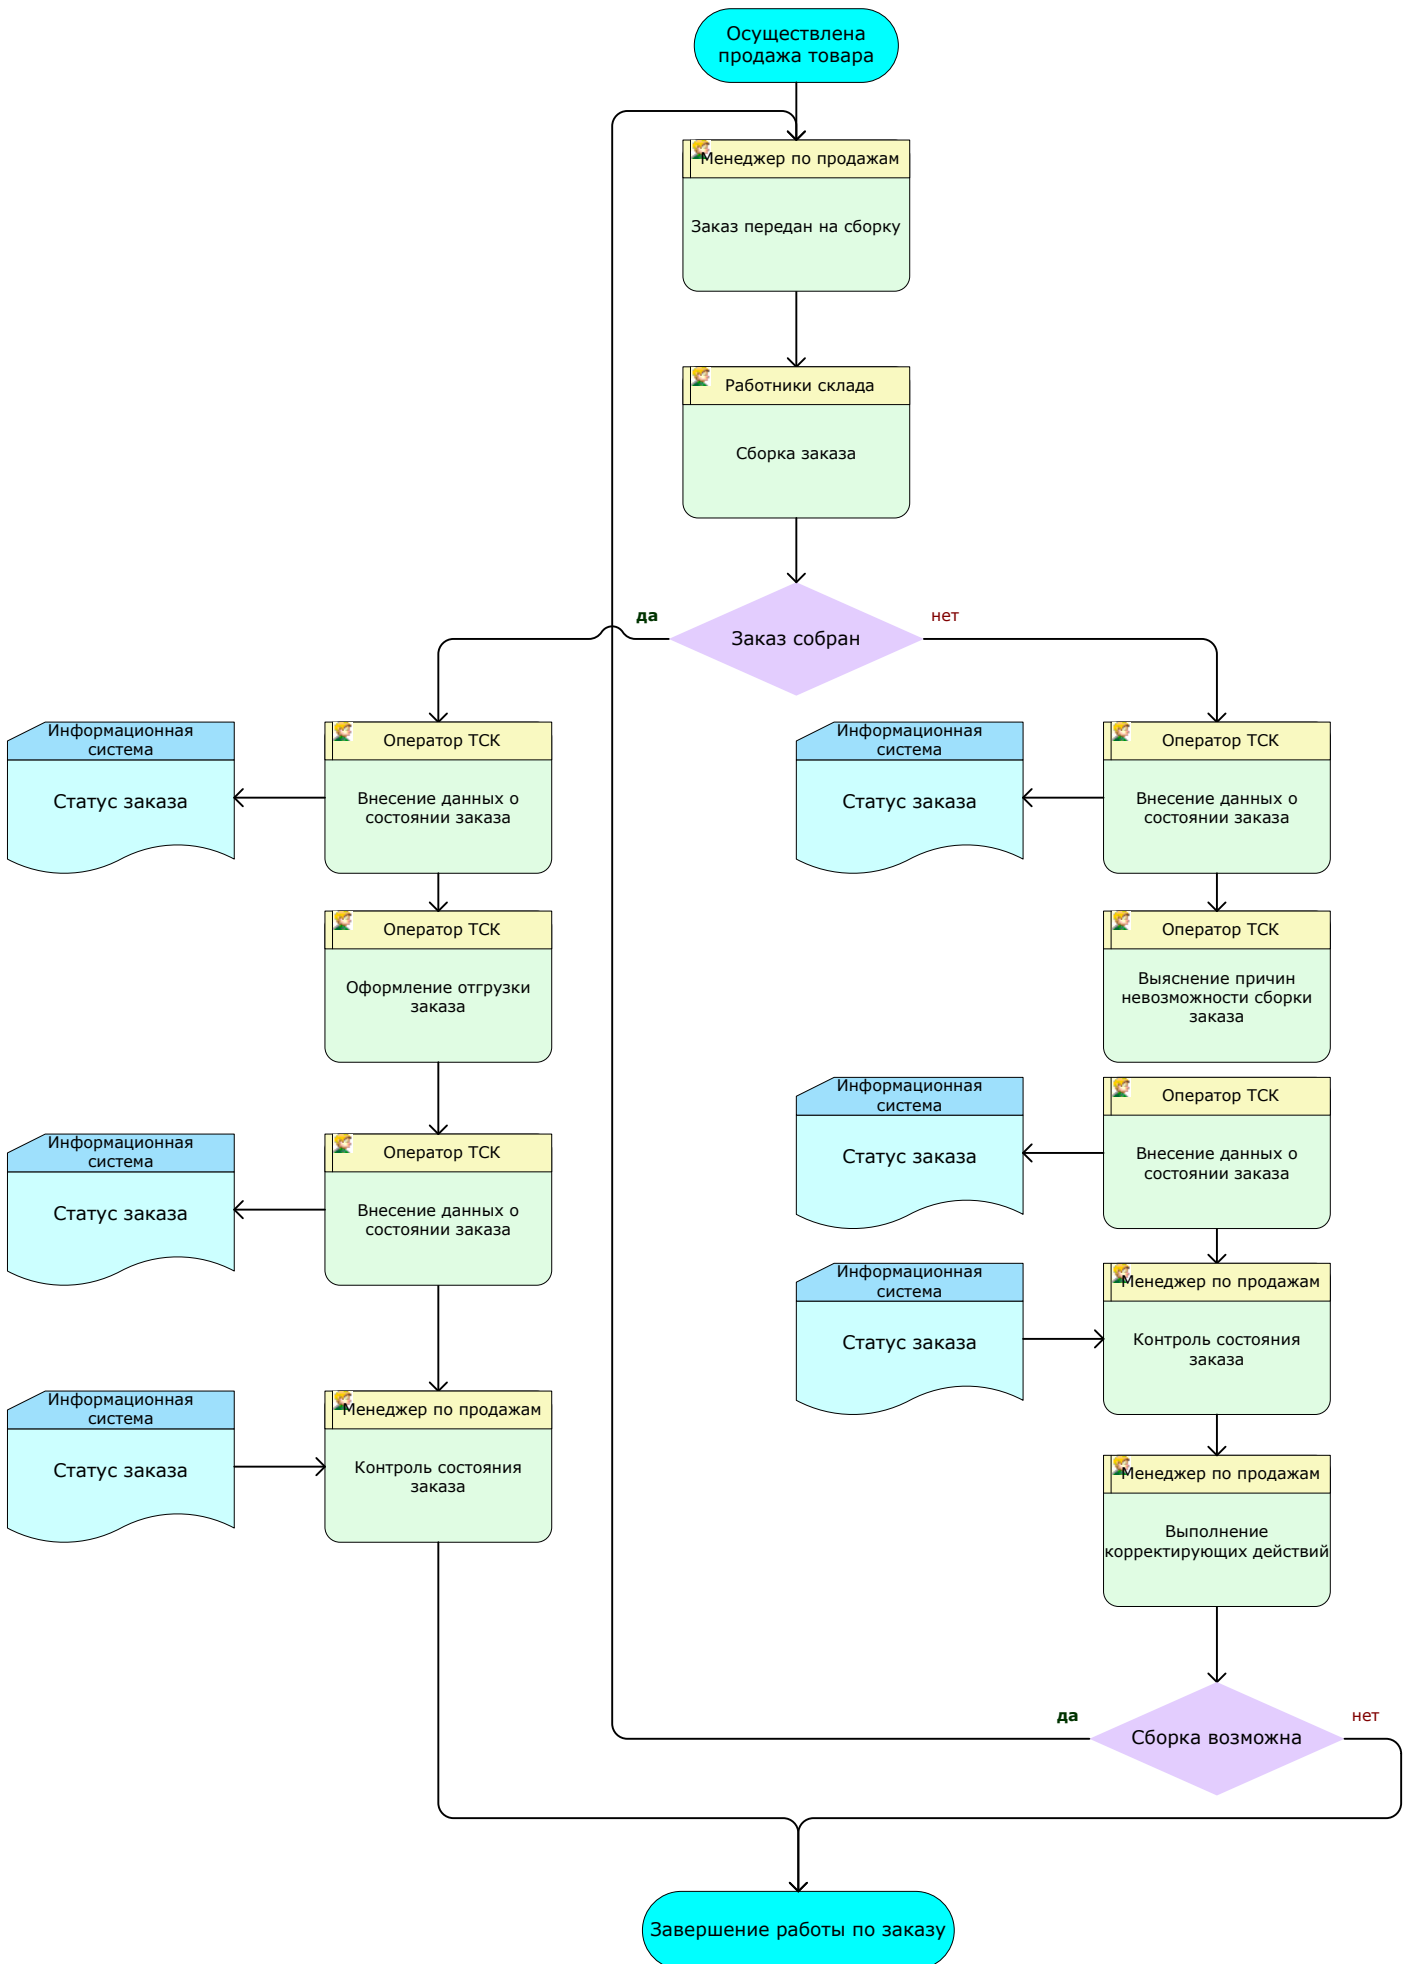 Осуществлена
продажа товара
Менеджер по продажам
Заказ передан на сборку
Работники склада
Сборка заказа
да
нет
Заказ собран
Информационная
система
Статус заказа
Оператор ТСК
Внесение данных о
состоянии заказа
Информационная
система
Статус заказа
Оператор ТСК
Внесение данных о
состоянии заказа
Оператор ТСК
Оформление отгрузки
заказа
Оператор ТСК
Выяснение причин
невозможности сборки
заказа
Информационная
система
Статус заказа
Оператор ТСК
Внесение данных о
состоянии заказа
Информационная
система
Статус заказа
Оператор ТСК
Внесение данных о
состоянии заказа
Информационная
система
Статус заказа
Менеджер по продажам
Контроль состояния
заказа
Информационная
система
Статус заказа
Менеджер по продажам
Контроль состояния
заказа
Менеджер по продажам
Выполнение
корректирующих действий
да
нет
Сборка возможна
Завершение работы по заказу